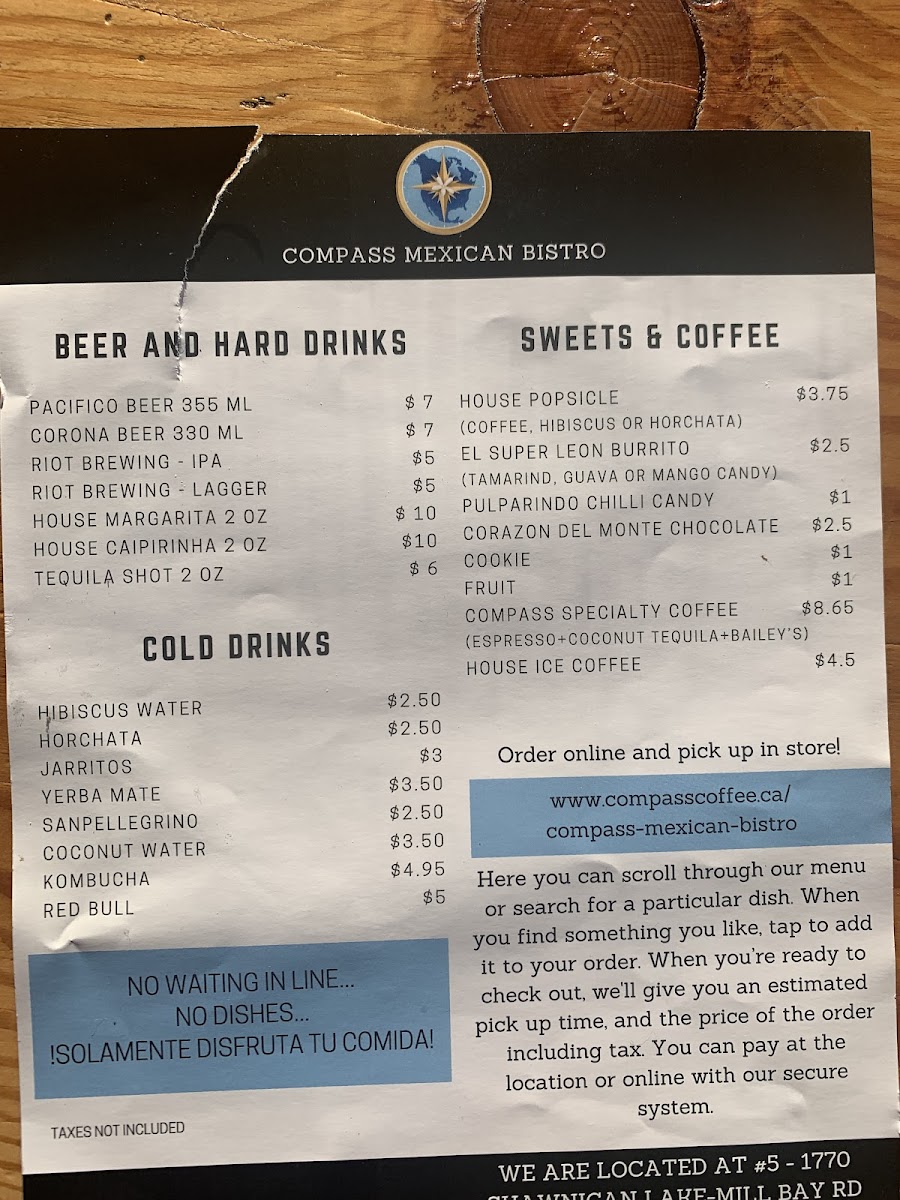 COMPASS MEXICAN BISTRO
BEER AND HARD DRINKS
PACIFICO BEER 355 ML $ 7
CORONA BEER 330 ML $ 7
RIOT BREWING - IPA $5
RIOT BREWING - LAGGER $5
HOUSE MARGARITA 2 OZ $ 10
HOUSE CAIPIRINHA 2 OZ $10
TEQUILA SHOT 2 OZ $ 6
COLD DRINKS
HIBISCUS WATER $2.50
HORCHATA $2.50
JARRITOS $3
YERBA MATE $3.50
SANPELLEGRINO $2.50
COCONUT WATER $3.50
KOMBUCHA $4.95
RED BULL $5
NO WAITING IN LINE...
NO DISHES...
!SOLAMENTE DISFRUTA TU COMIDA!
TAXES NOT INCLUDED
SWEETS & COFFEE
HOUSE POPSICLE $3.75
(COFFEE, HIBISCUS OR HORCHATA)
EL SUPER LEON BURRITO $2.5
(TAMARIND, GUAVA OR MANGO CANDY)
PULPARINDO CHILLI CANDY $1
CORAZON DEL MONTE CHOCOLATE $2.5
COOKIE $1
FRUIT $1
COMPASS SPECIALTY COFFEE $8.65
(ESPRESSO+COCONUT TEQUILA+BAILEY'S)
HOUSE ICE COFFEE $4.5
Order online and pick up in store!
www.compasscoffee.ca/
compass-mexican-bistro
Here you can scroll through our menu
or search for a particular dish. When
you find something you like, tap to add
it to your order. When you're ready to
check out, we'll give you an estimated
pick up time, and the price of the order
including tax. You can pay at the
location or online with our secure
system.
WE ARE LOCATED AT #5 - 1770
SHAWNIGAN LAKE-MILL BAY RD